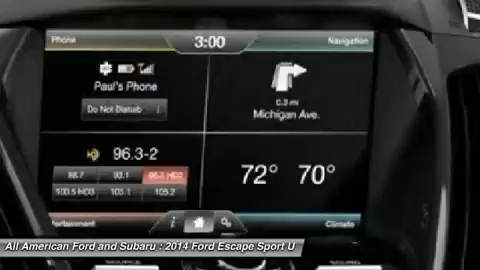 Phone
3:00
Navigation
Paul's Phone
Do Not Disturb
0.3 mi
Michigan Ave.
96.3-2
72° 70°
88.7 93.1 96.3 HD2
100.5 HD3 105.1 105.2
Entertainment
Climate
All American Ford and Subaru : 2014 Ford Escape Sport U